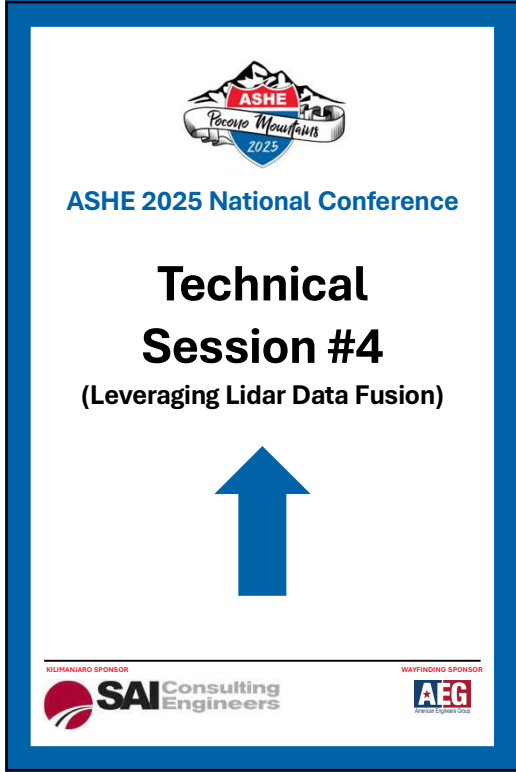 ASHE
Pocono Mountains
2025
ASHE 2025 National Conference
Technical
Session #4
(Leveraging Lidar Data Fusion)
KILIMANJARO SPONSOR
WAYFINDING SPONSOR
SAI Consulting
Engineers
AEG
American Engineers Group